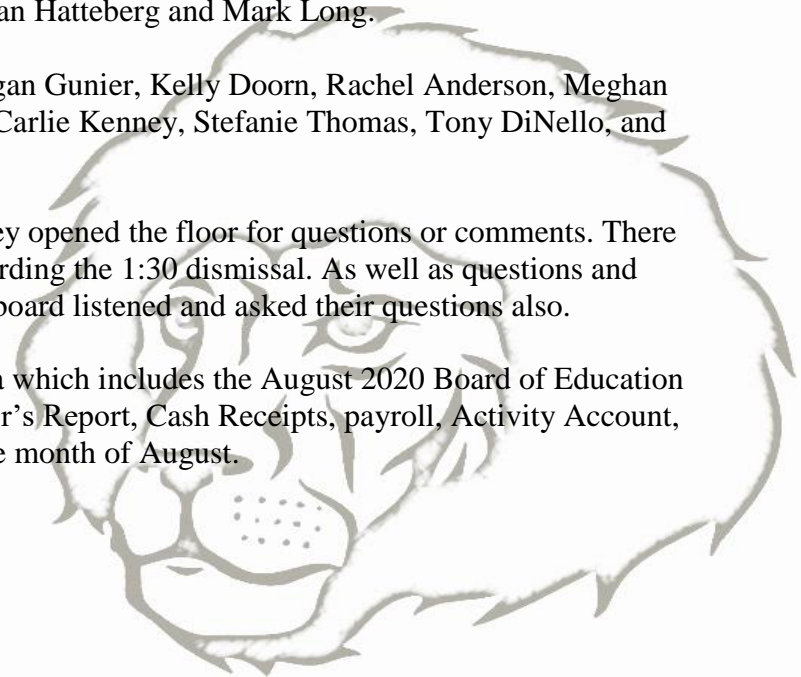 an Hatteberg and Mark Long.
gan Gunier, Kelly Doorn, Rachel Anderson, Meghan
Carlie Kenney, Stefanie Thomas, Tony DiNello, and
ey opened the floor for questions or comments. There
arding the 1:30 dismissal. As well as questions and
board listened and asked their questions also.
a which includes the August 2020 Board of Education
r's Report, Cash Receipts, payroll, Activity Account,
e month of August.